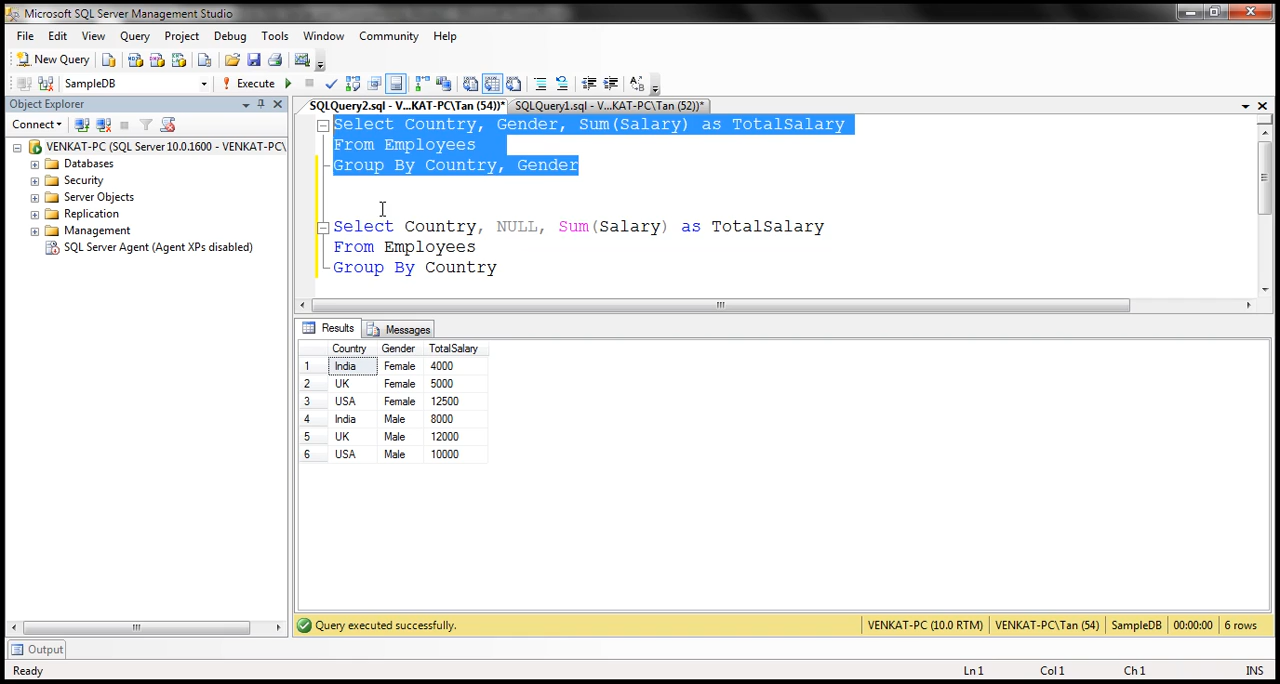 Microsoft SQL Server Management Studio
File Edit View Query Project Debug Tools Window Community Help
New Query
SampleDB Execute
Object Explorer
SQLQuery2.sql - V...KAT-PC\Tan (54))* SQLQuery1.sql - V...KAT-PC\Tan (52))*
Connect
VENKAT-PC (SQL Server 10.0.1600 - VENKAT-PC\
Databases
Security
Server Objects
Replication
Management
SQL Server Agent (Agent XPs disabled)
Select Country, Gender, Sum(Salary) as TotalSalary
From Employees
Group By Country, Gender
Select Country, NULL, Sum(Salary) as TotalSalary
From Employees
Group By Country
Results Messages
Country Gender TotalSalary
1 India Female 4000
2 UK Female 5000
3 USA Female 12500
4 India Male 8000
5 UK Male 12000
6 USA Male 10000
Query executed successfully. VENKAT-PC (10.0 RTM) VENKAT-PC\Tan (54) SampleDB 00:00:00 6 rows
Output
Ready Ln 1 Col 1 Ch 1 INS